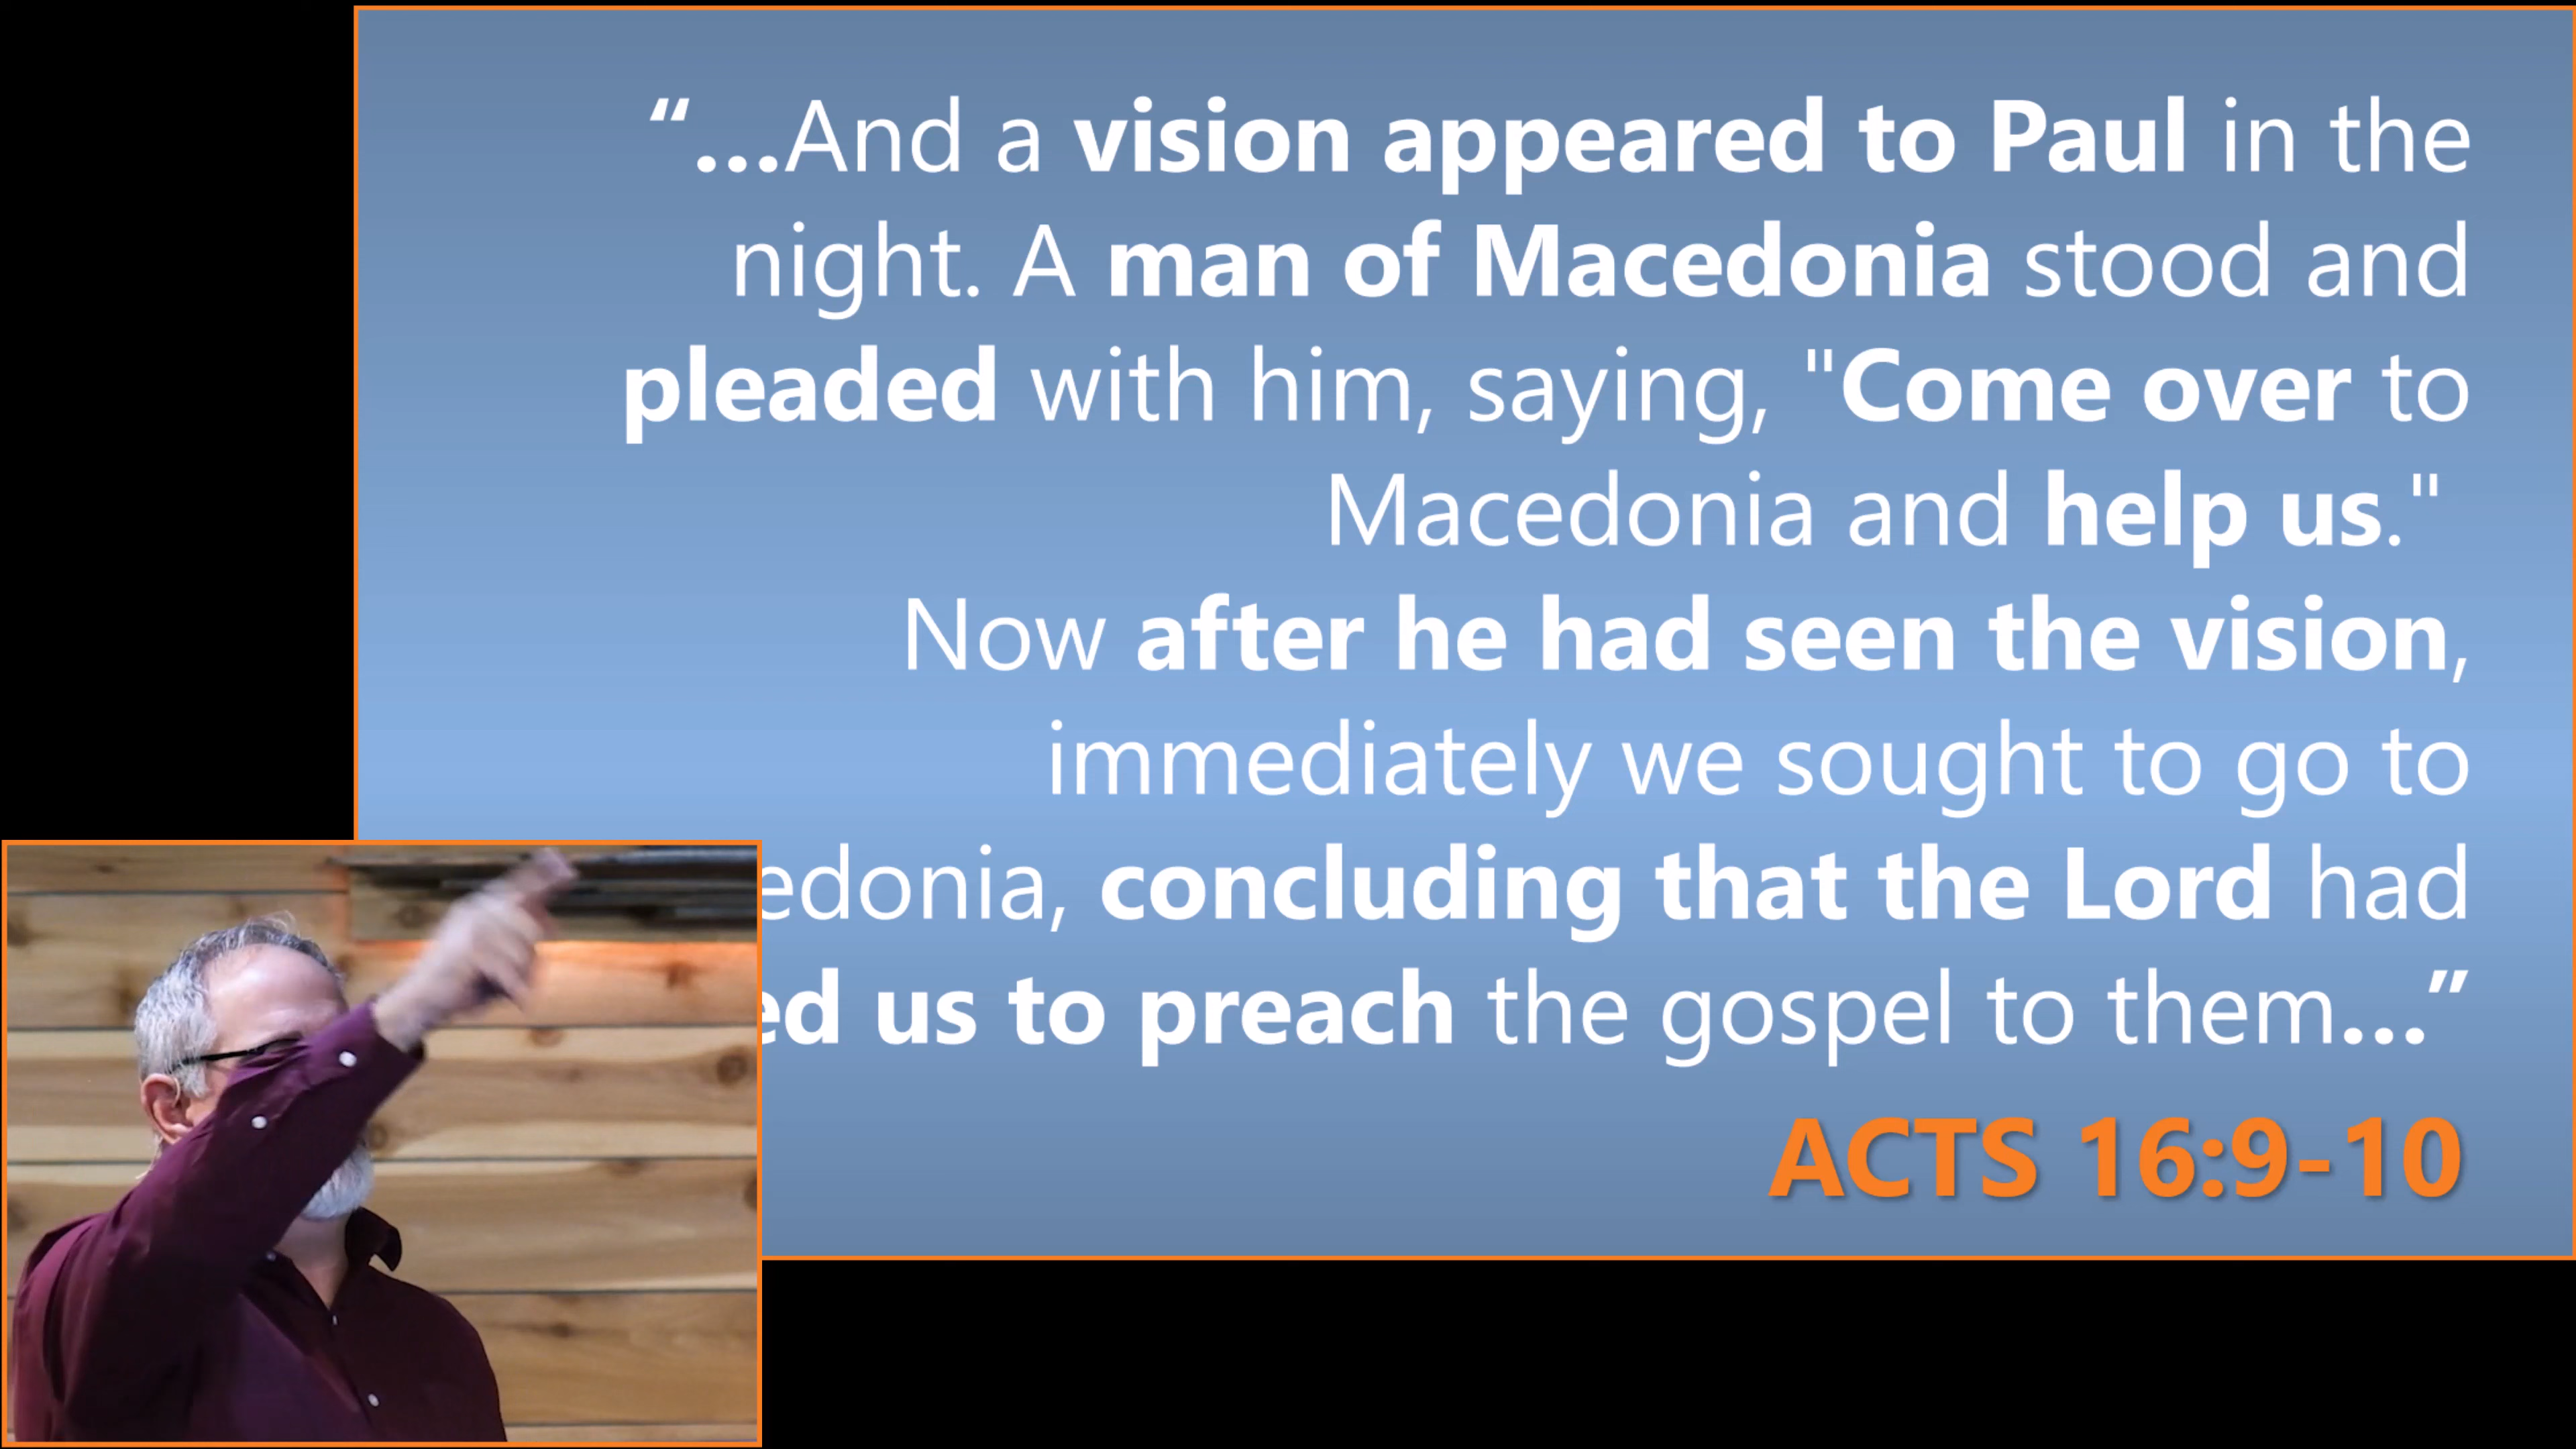 “...And a vision appeared to Paul in the
night. A man of Macedonia stood and
pleaded with him, saying, "Come over to
Macedonia and help us."
Now after he had seen the vision,
immediately we sought to go to
edonia, concluding that the Lord had
ed us to preach the gospel to them...”
ACTS 16:9-10